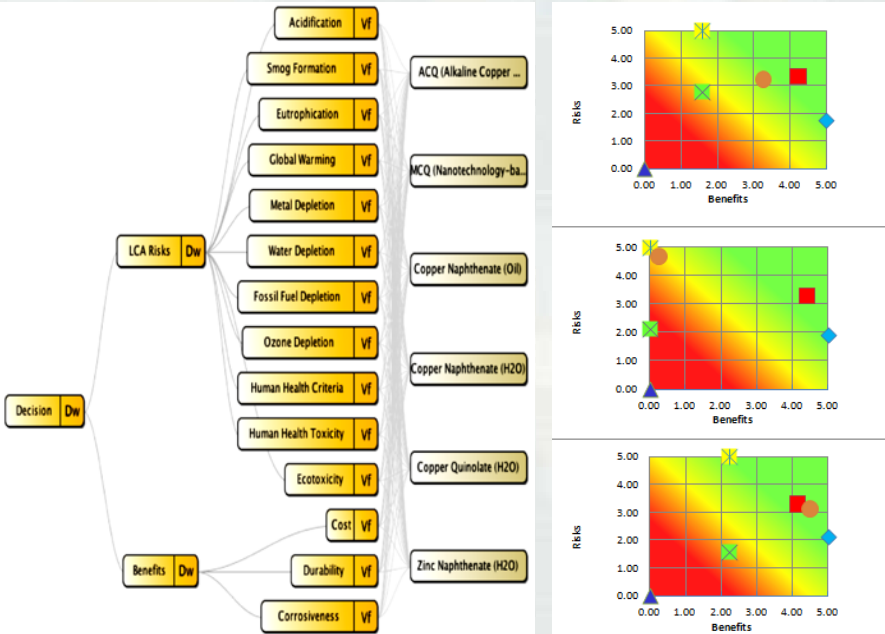 Acidification Vf
Smog Formation Vf
Eutrophication Vf
Global Warming Vf
Metal Depletion Vf
LCA Risks Dw
Water Depletion Vf
Fossil Fuel Depletion Vf
Ozone Depletion Vf
Human Health Criteria Vf
Decision Dw
Human Health Toxicity Vf
Ecotoxicity Vf
Cost Vf
Benefits Dw
Durability Vf
Corrosiveness Vf
ACQ (Alkaline Copper ...
MCQ (Nanotechnology-ba...
Copper Naphthenate (Oil)
Copper Naphthenate (H2O)
Copper Quinolate (H2O)
Zinc Naphthenate (H2O)
5.00
4.00
3.00
2.00
1.00
0.00
Risks
0.00 1.00 2.00 3.00 4.00 5.00
Benefits
5.00
4.00
3.00
2.00
1.00
0.00
Risks
0.00 1.00 2.00 3.00 4.00 5.00
Benefits
5.00
4.00
3.00
2.00
1.00
0.00
Risks
0.00 1.00 2.00 3.00 4.00 5.00
Benefits